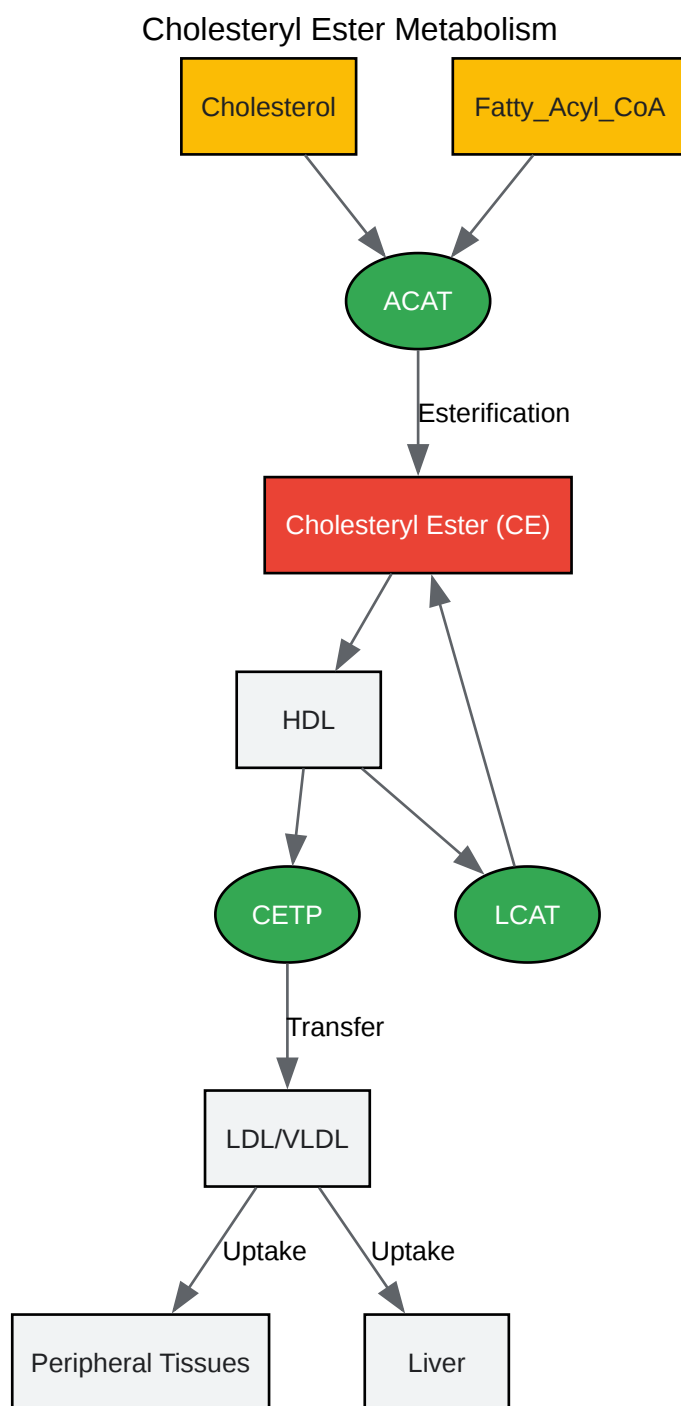 Cholesteryl Ester Metabolism
Cholesterol
Fatty_Acyl_CoA
ACAT
Esterification
Cholesteryl Ester (CE)
HDL
CETP
LCAT
Transfer
LDL/VLDL
Uptake
Uptake
Peripheral Tissues
Liver